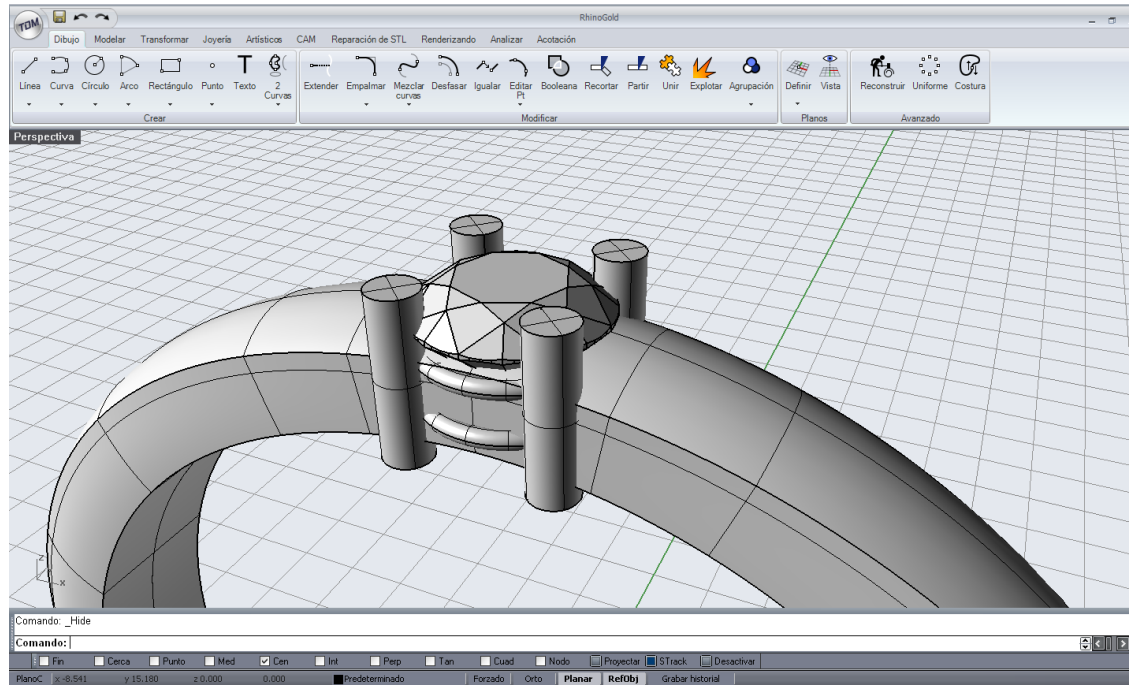 RhinoGold
TDM
Dibujo Modelar Transformar Joyería Artísticos CAM Reparación de STL Renderizando Analizar Acotación
Línea Curva Círculo Arco Rectángulo Punto Texto 2 Curvas Extender Empalmar Mezclar curvas Desfasar Igualar Editar Pt Booleana Recortar Partir Unir Explotar Agrupación Definir Vista Reconstruir Uniforme Costura
Crear Modificar Planos Avanzado
Perspectiva
z
x
Comando: _Hide
Comando:
Fin Cerca Punto Med Cen Int Perp Tan Cuad Nodo Proyectar STrack Desactivar
PlanoC x -8.541 y 15.180 z 0.000 0.000 Predeterminado Forzado Orto Planar RefObj Grabar historial